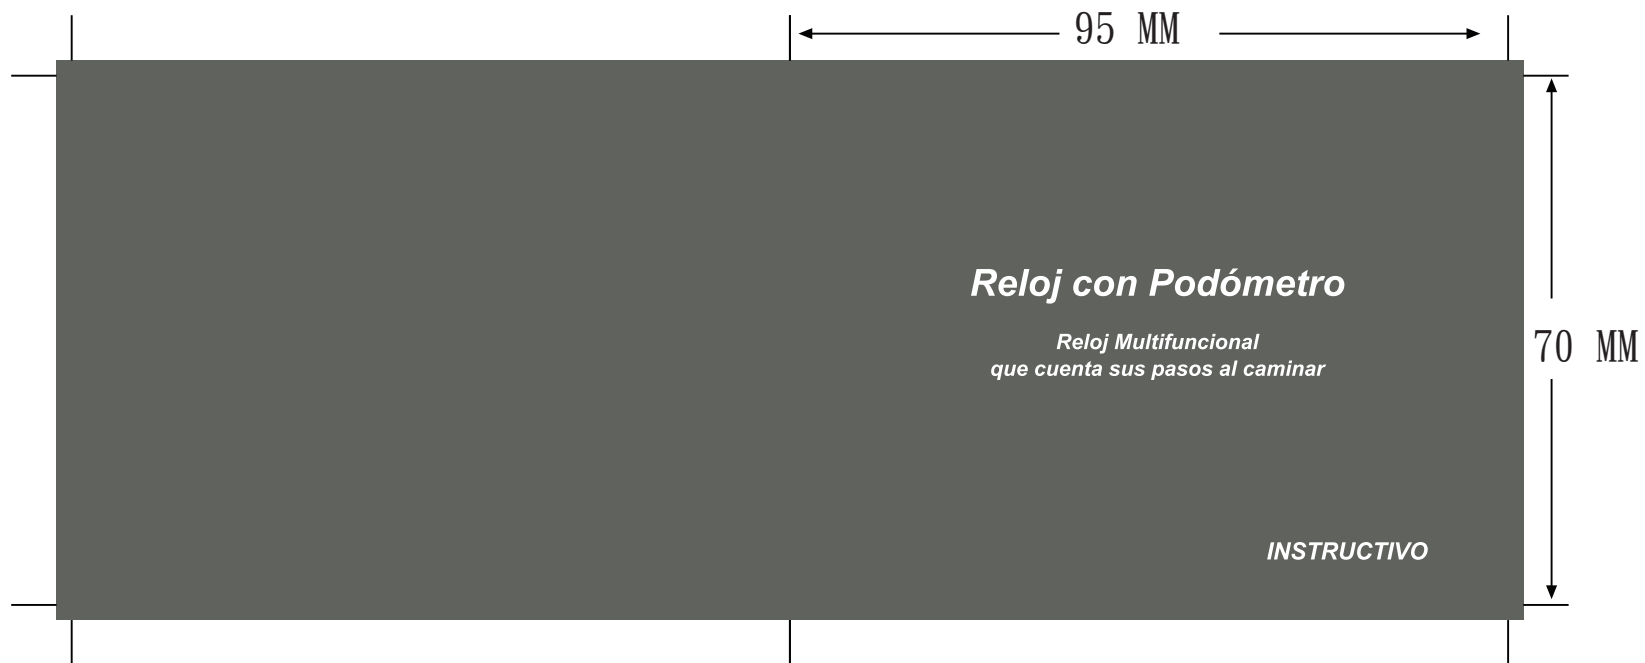 95 MM
Reloj con Podómetro
Reloj Multifuncional
que cuenta sus pasos al caminar
70 MM
INSTRUCTIVO